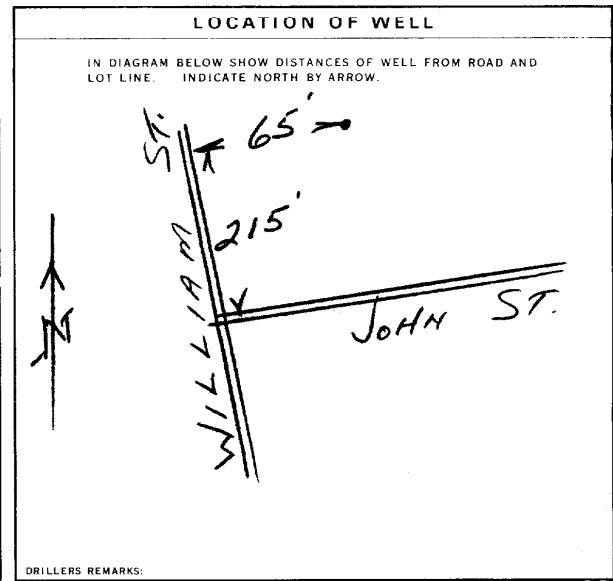 LOCATION OF WELL
IN DIAGRAM BELOW SHOW DISTANCES OF WELL FROM ROAD AND
LOT LINE. INDICATE NORTH BY ARROW.
65'
215'
WILLIAM ST.
JOHN ST.
N
DRILLERS REMARKS: